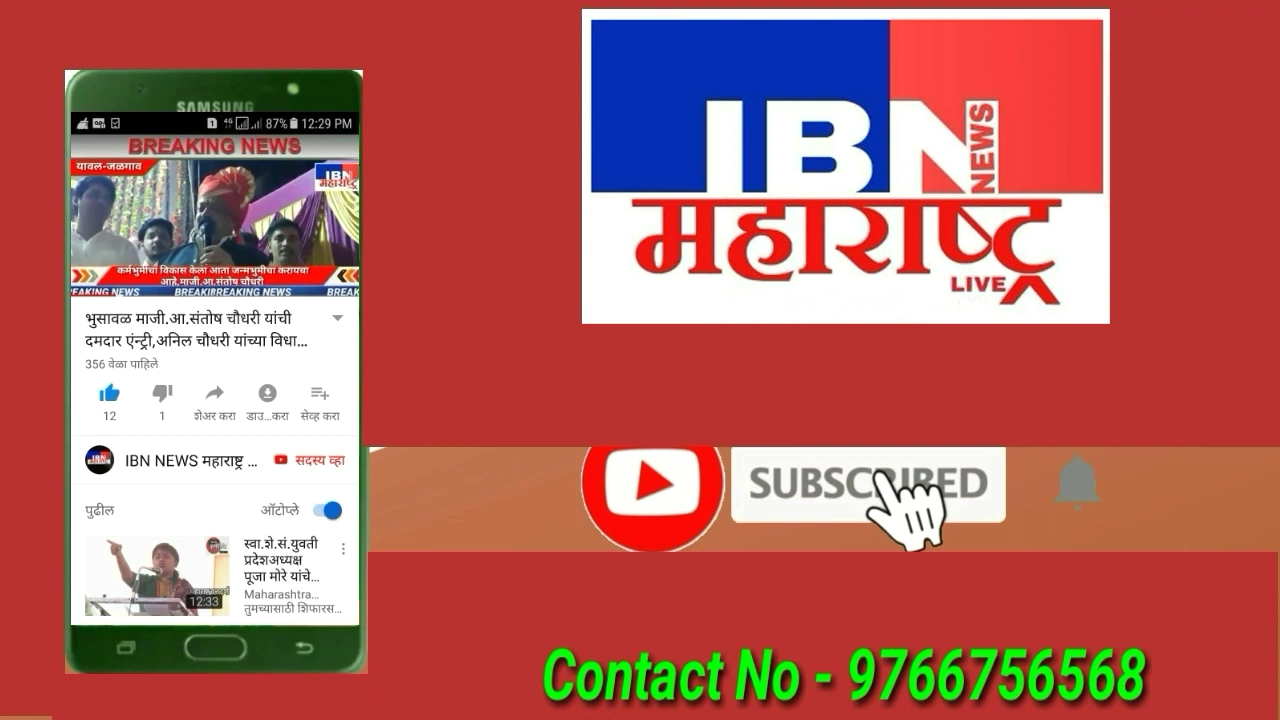 SAMSUNG
4G 87% 12:29 PM
BREAKING NEWS
यावल-जळगाव
IBN
महाराष्ट्र
कर्मभुमीचा विकास केला आता जन्मभुमीचा करायचा
आहे.माजी.आ.संतोष चौधरी
EAKING NEWS BREAKIBREAKING NEWS BREAK
भुसावळ माजी.आ.संतोष चौधरी यांची
दमदार एंन्ट्री,अनिल चौधरी यांच्या विधा...
356 वेळा पाहिले
12 1 शेअर करा डाउ...करा सेव्ह करा
IBN NEWS महाराष्ट्र ... सदस्य व्हा
पुढील ऑटोप्ले
स्वा.शे.सं.युवती
प्रदेशअध्यक्ष
पूजा मोरे यांचे...
Maharashtra...
तुमच्यासाठी शिफारस...
12:33
IBN NEWS
महाराष्ट्र
LIVE
SUBSCRIBED
Contact No - 9766756568